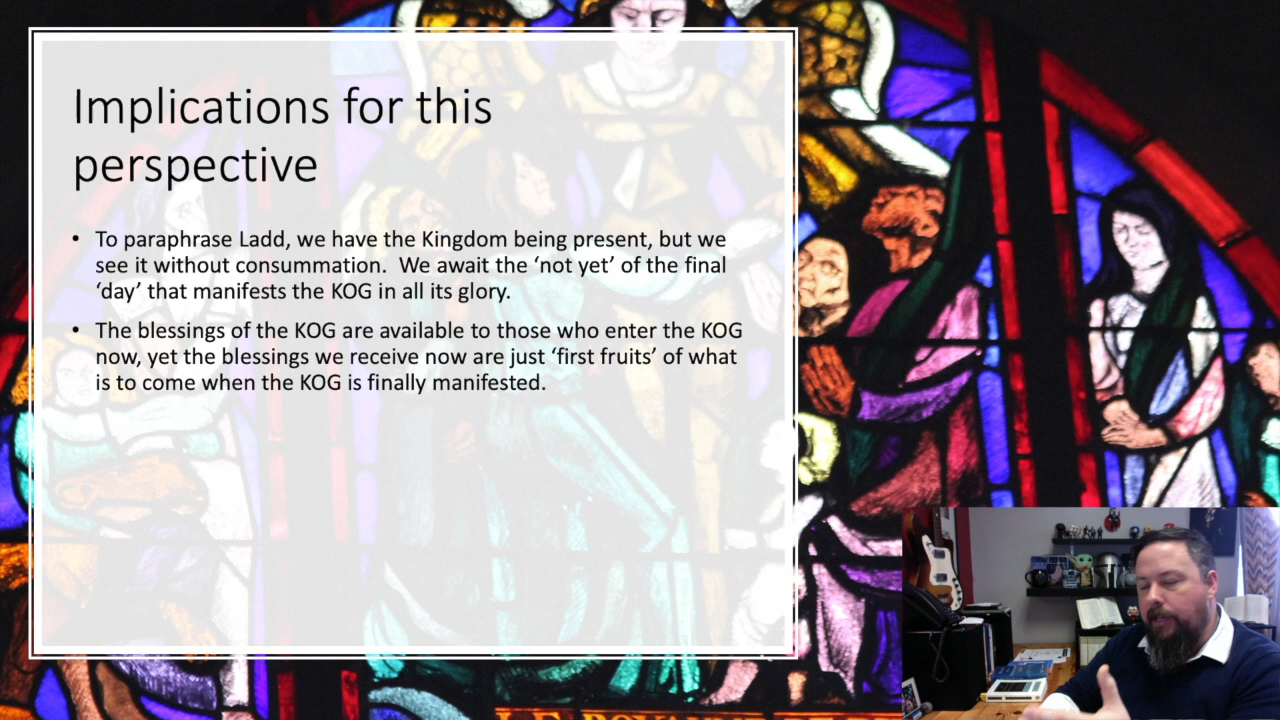 Implications for this
perspective
• To paraphrase Ladd, we have the Kingdom being present, but we
see it without consummation.  We await the ‘not yet’ of the final
‘day’ that manifests the KOG in all its glory.
• The blessings of the KOG are available to those who enter the KOG
now, yet the blessings we receive now are just ‘first fruits’ of what
is to come when the KOG is finally manifested.